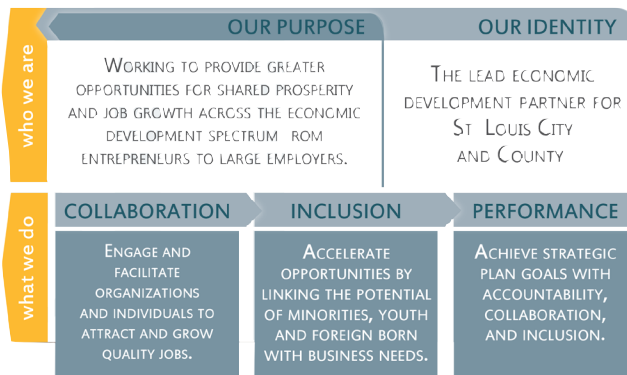 who we are
OUR PURPOSE
WORKING TO PROVIDE GREATER
OPPORTUNITIES FOR SHARED PROSPERITY
AND JOB GROWTH ACROSS THE ECONOMIC
DEVELOPMENT SPECTRUM ROM
ENTREPRENEURS TO LARGE EMPLOYERS.
OUR IDENTITY
THE LEAD ECONOMIC
DEVELOPMENT PARTNER FOR
ST LOUIS CITY
AND COUNTY
what we do
COLLABORATION
ENGAGE AND
FACILITATE
ORGANIZATIONS
AND INDIVIDUALS TO
ATTRACT AND GROW
QUALITY JOBS.
INCLUSION
ACCELERATE
OPPORTUNITIES BY
LINKING THE POTENTIAL
OF MINORITIES, YOUTH
AND FOREIGN BORN
WITH BUSINESS NEEDS.
PERFORMANCE
ACHIEVE STRATEGIC
PLAN GOALS WITH
ACCOUNTABILITY,
COLLABORATION,
AND INCLUSION.